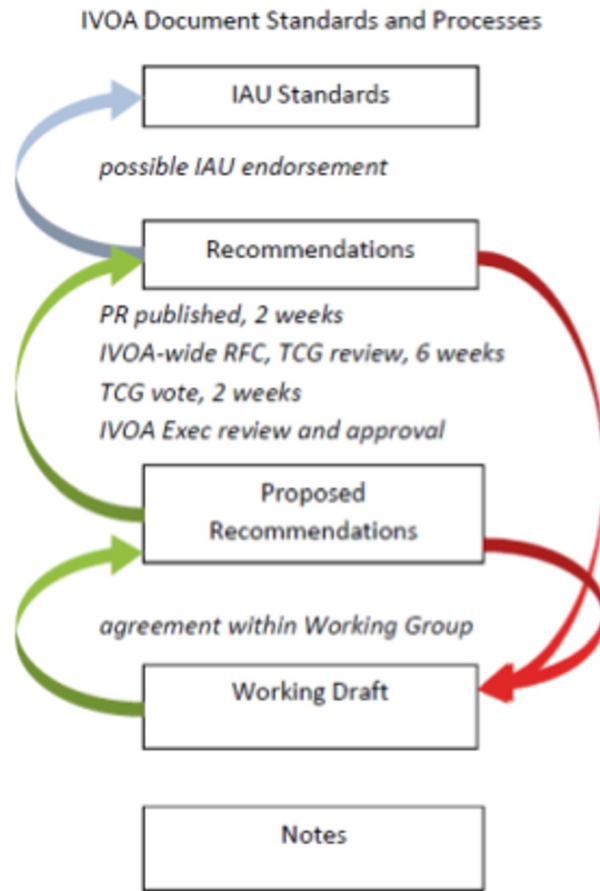 IVOA Document Standards and Processes
IAU Standards
possible IAU endorsement
Recommendations
PR published, 2 weeks
IVOA-wide RFC, TCG review, 6 weeks
TCG vote, 2 weeks
IVOA Exec review and approval
Proposed
Recommendations
agreement within Working Group
Working Draft
Notes